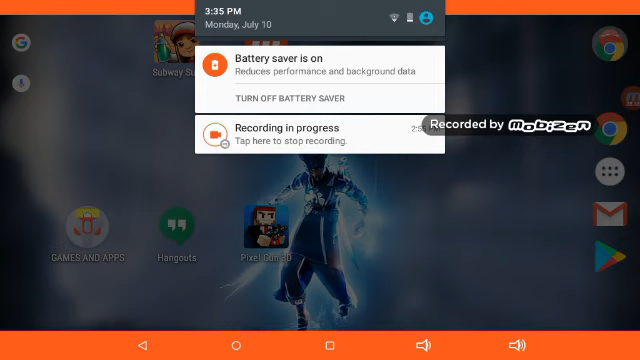 3:35 PM
Monday, July 10
Subway Su
Battery saver is on
Reduces performance and background data
TURN OFF BATTERY SAVER
Recording in progress
Tap here to stop recording.
Recorded by Mobizen
GAMES AND APPS
Hangouts
Pixel Gun 3D